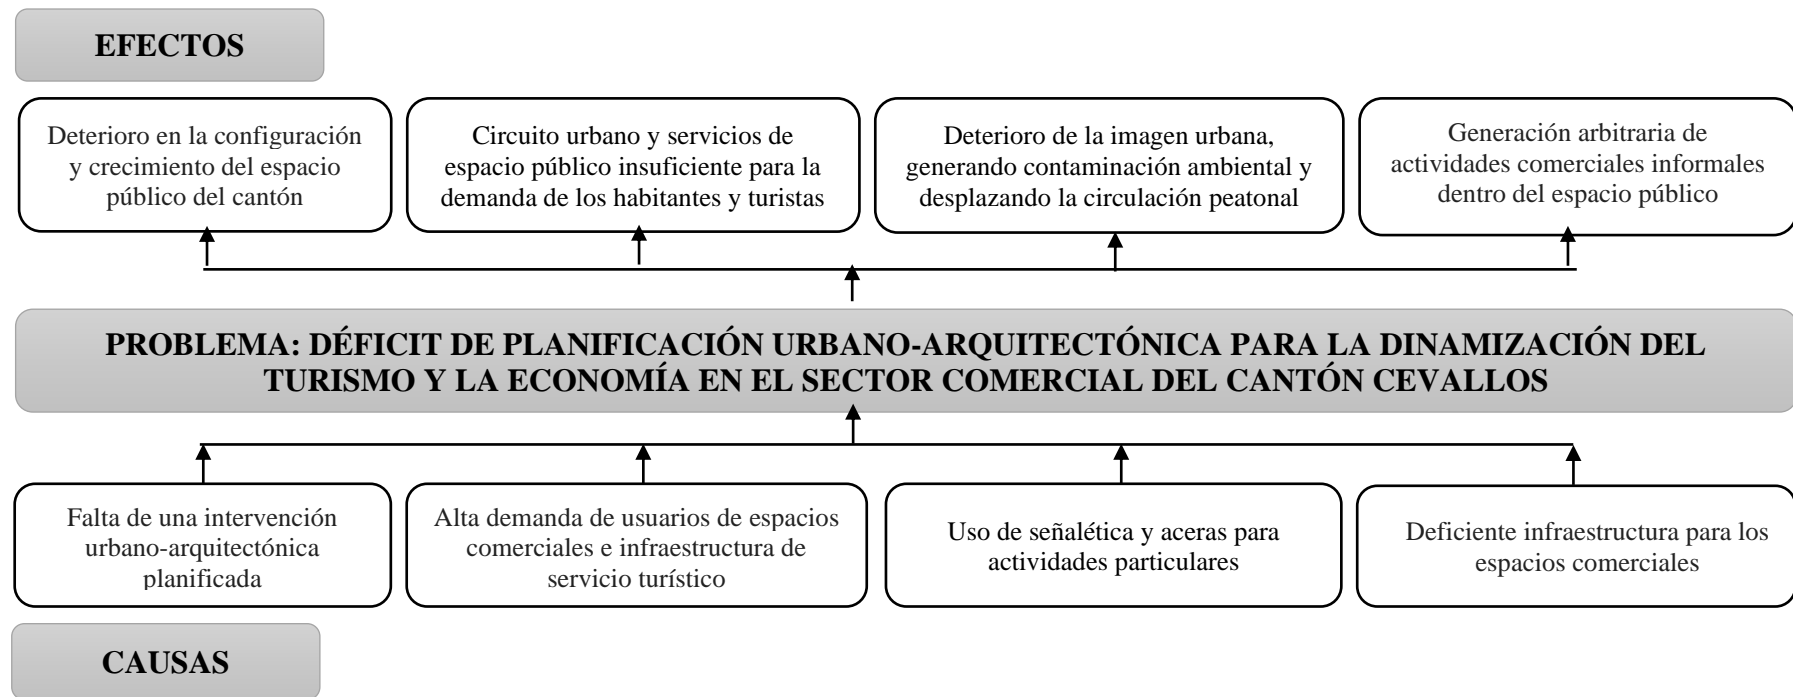 EFECTOS
Deterioro en la configuración
y crecimiento del espacio
público del cantón
Circuito urbano y servicios de
espacio público insuficiente para la
demanda de los habitantes y turistas
Deterioro de la imagen urbana,
generando contaminación ambiental y
desplazando la circulación peatonal
Generación arbitraria de
actividades comerciales informales
dentro del espacio público
PROBLEMA: DÉFICIT DE PLANIFICACIÓN URBANO-ARQUITECTÓNICA PARA LA DINAMIZACIÓN DEL
TURISMO Y LA ECONOMÍA EN EL SECTOR COMERCIAL DEL CANTÓN CEVALLOS
Falta de una intervención
urbano-arquitectónica
planificada
Alta demanda de usuarios de espacios
comerciales e infraestructura de
servicio turístico
Uso de señalética y aceras para
actividades particulares
Deficiente infraestructura para los
espacios comerciales
CAUSAS